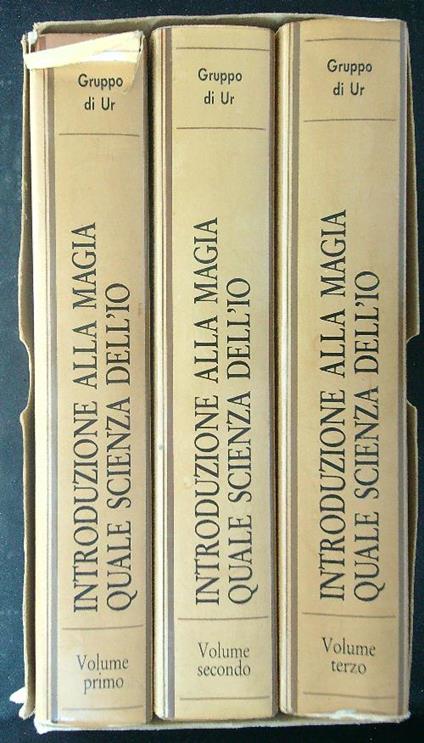 Gruppo
di Ur
INTRODUZIONE ALLA MAGIA
QUALE SCIENZA DELL'IO
Volume
primo
Gruppo
di Ur
INTRODUZIONE ALLA MAGIA
QUALE SCIENZA DELL'IO
Volume
secondo
Gruppo
di Ur
INTRODUZIONE ALLA MAGIA
QUALE SCIENZA DELL'IO
Volume
terzo